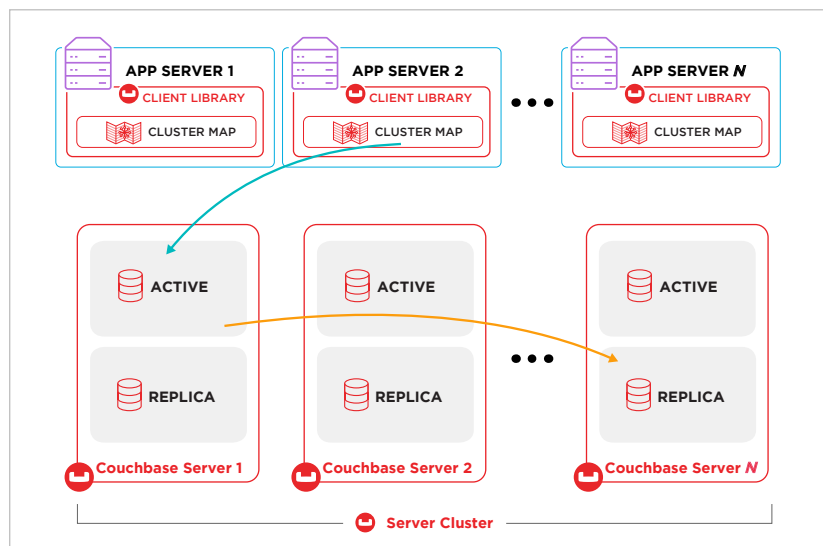 APP SERVER 1
CLIENT LIBRARY
CLUSTER MAP
APP SERVER 2
CLIENT LIBRARY
CLUSTER MAP
APP SERVER N
CLIENT LIBRARY
CLUSTER MAP
ACTIVE
REPLICA
Couchbase Server 1
ACTIVE
REPLICA
Couchbase Server 2
ACTIVE
REPLICA
Couchbase Server N
Server Cluster